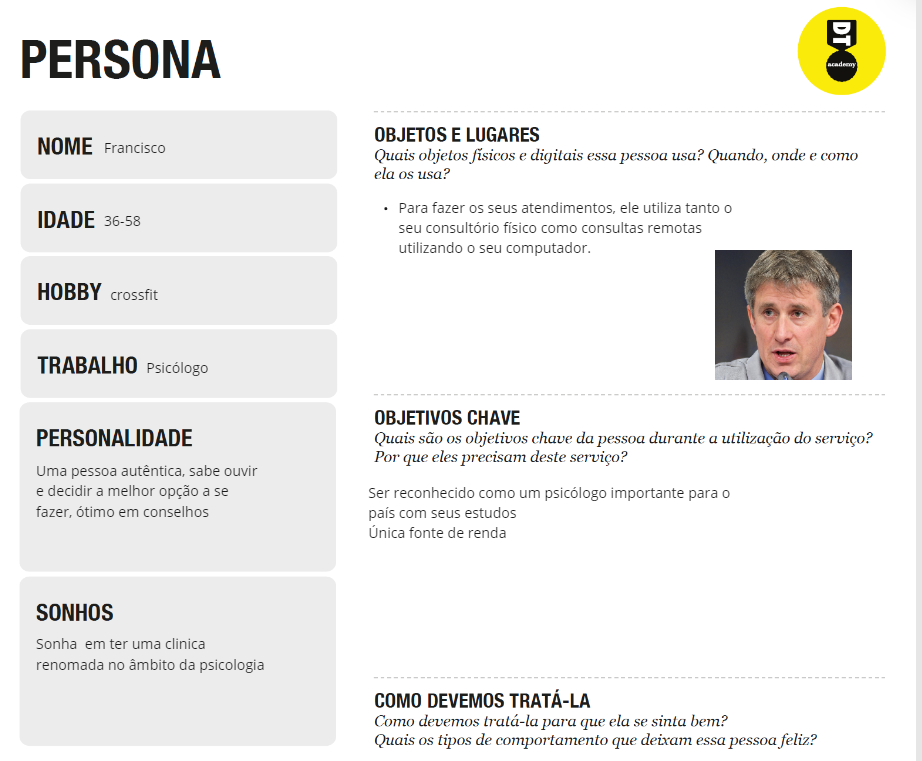 PERSONA
DT
academy
NOME Francisco
IDADE 36-58
HOBBY crossfit
TRABALHO Psicólogo
PERSONALIDADE
Uma pessoa autêntica, sabe ouvir
e decidir a melhor opção a se
fazer, ótimo em conselhos
SONHOS
Sonha  em ter uma clinica
renomada no âmbito da psicologia
OBJETOS E LUGARES
Quais objetos físicos e digitais essa pessoa usa? Quando, onde e como
ela os usa?
• Para fazer os seus atendimentos, ele utiliza tanto o
seu consultório físico como consultas remotas
utilizando o seu computador.
OBJETIVOS CHAVE
Quais são os objetivos chave da pessoa durante a utilização do serviço?
Por que eles precisam deste serviço?
Ser reconhecido como um psicólogo importante para o
país com seus estudos
Única fonte de renda
COMO DEVEMOS TRATÁ-LA
Como devemos tratá-la para que ela se sinta bem?
Quais os tipos de comportamento que deixam essa pessoa feliz?